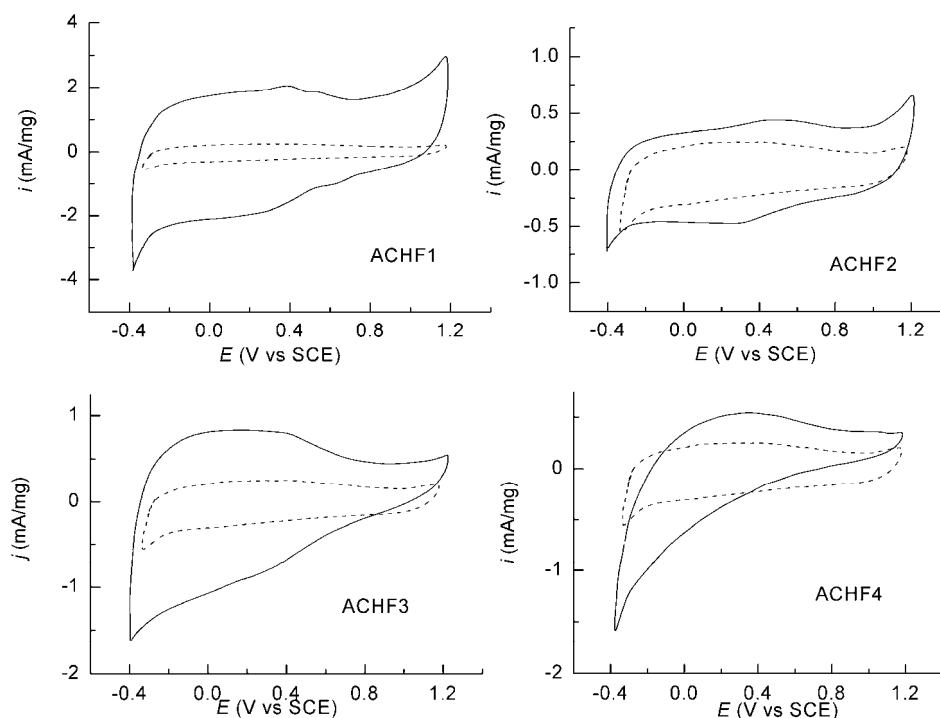 4
2
0
-2
-4
i (mA/mg)
ACHF1
-0.4 0.0 0.4 0.8 1.2
E (V vs SCE)
1.0
0.5
0.0
-0.5
-1.0
i (mA/mg)
ACHF2
-0.4 0.0 0.4 0.8 1.2
E (V vs SCE)
1
0
-1
-2
j (mA/mg)
ACHF3
-0.4 0.0 0.4 0.8 1.2
E (V vs SCE)
0
-1
-2
i (mA/mg)
ACHF4
-0.4 0.0 0.4 0.8 1.2
E (V vs SCE)